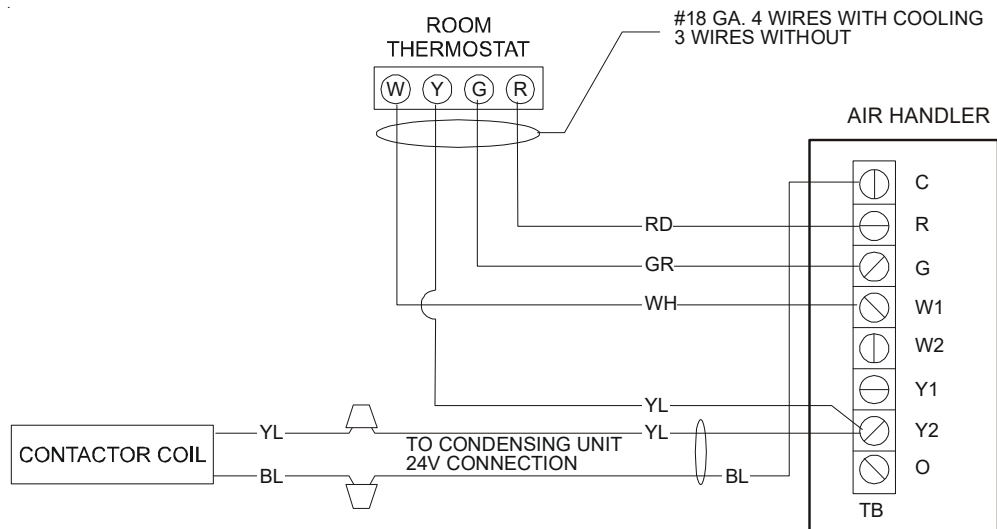 #18 GA. 4 WIRES WITH COOLING
3 WIRES WITHOUT
ROOM
THERMOSTAT
W Y G R
AIR HANDLER
C
RD R
GR G
WH W1
W2
Y1
YL
YL YL Y2
CONTACTOR COIL
TO CONDENSING UNIT
24V CONNECTION
BL BL O
TB